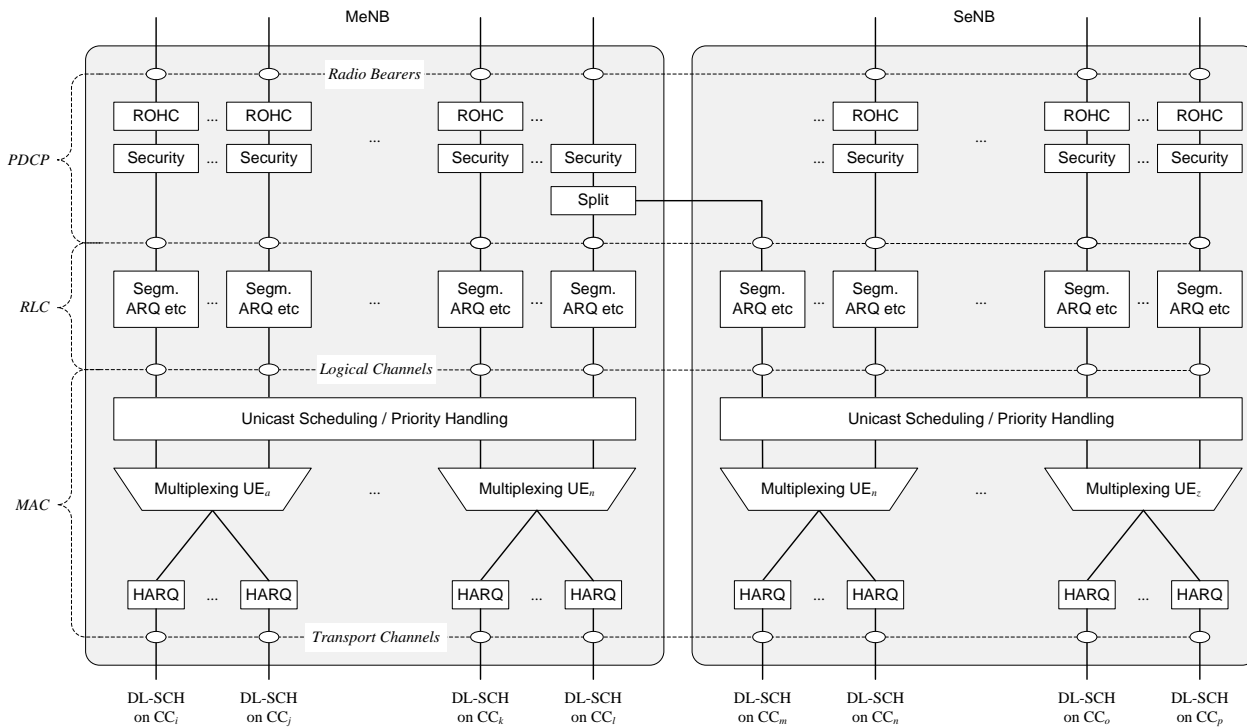 MeNB SeNB
Radio Bearers
ROHC ... ROHC ROHC ... ... ROHC ROHC ... ROHC
... ...
PDCP Security ... Security Security ... Security ... Security Security ... Security
Split
Segm. Segm. Segm. Segm. Segm. Segm. Segm. Segm.
RLC ... ... ... ... ... ...
ARQ etc ARQ etc ARQ etc ARQ etc ARQ etc ARQ etc ARQ etc ARQ etc
Logical Channels
Unicast Scheduling / Priority Handling Unicast Scheduling / Priority Handling
Multiplexing UEa ... Multiplexing UEn Multiplexing UEn ... Multiplexing UEz
MAC
HARQ ... HARQ HARQ ... HARQ HARQ ... HARQ HARQ ... HARQ
Transport Channels
DL-SCH DL-SCH DL-SCH DL-SCH DL-SCH DL-SCH DL-SCH DL-SCH
on CCi on CCj on CCk on CCl on CCm on CCn on CCo on CCp